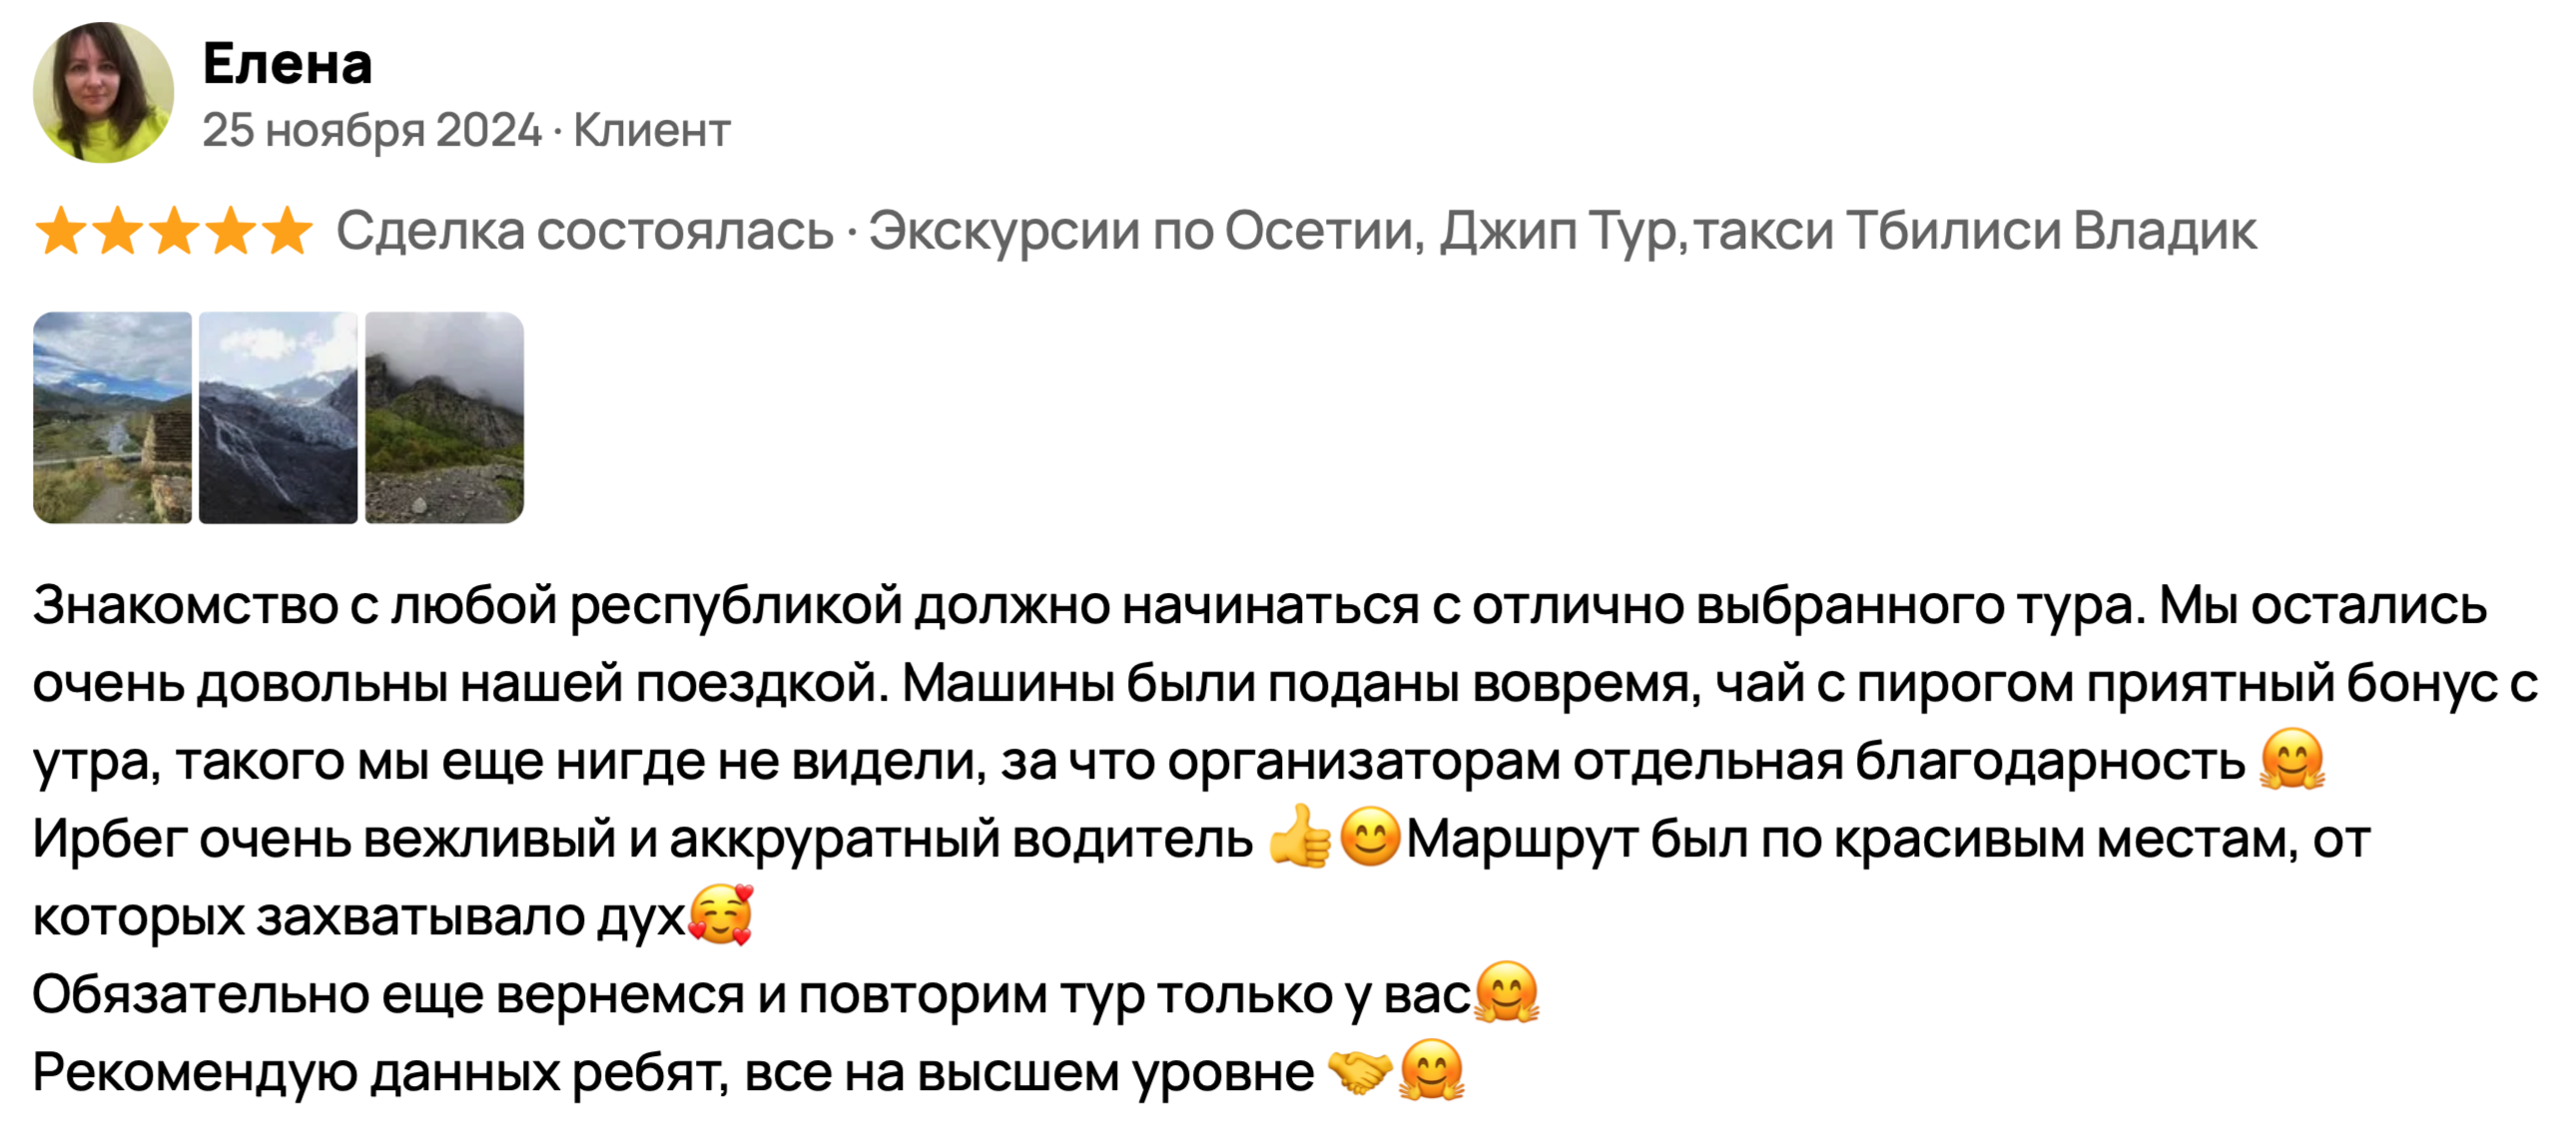 Елена
25 ноября 2024 · Клиент
Сделка состоялась · Экскурсии по Осетии, Джип Тур,такси Тбилиси Владик
Знакомство с любой республикой должно начинаться с отлично выбранного тура. Мы остались
очень довольны нашей поездкой. Машины были поданы вовремя, чай с пирогом приятный бонус с
утра, такого мы еще нигде не видели, за что организаторам отдельная благодарность 🤗
Ирбег очень вежливый и аккруратный водитель 👍😊Маршрут был по красивым местам, от
которых захватывало дух🥰
Обязательно еще вернемся и повторим тур только у вас🤗
Рекомендую данных ребят, все на высшем уровне 🤝🤗